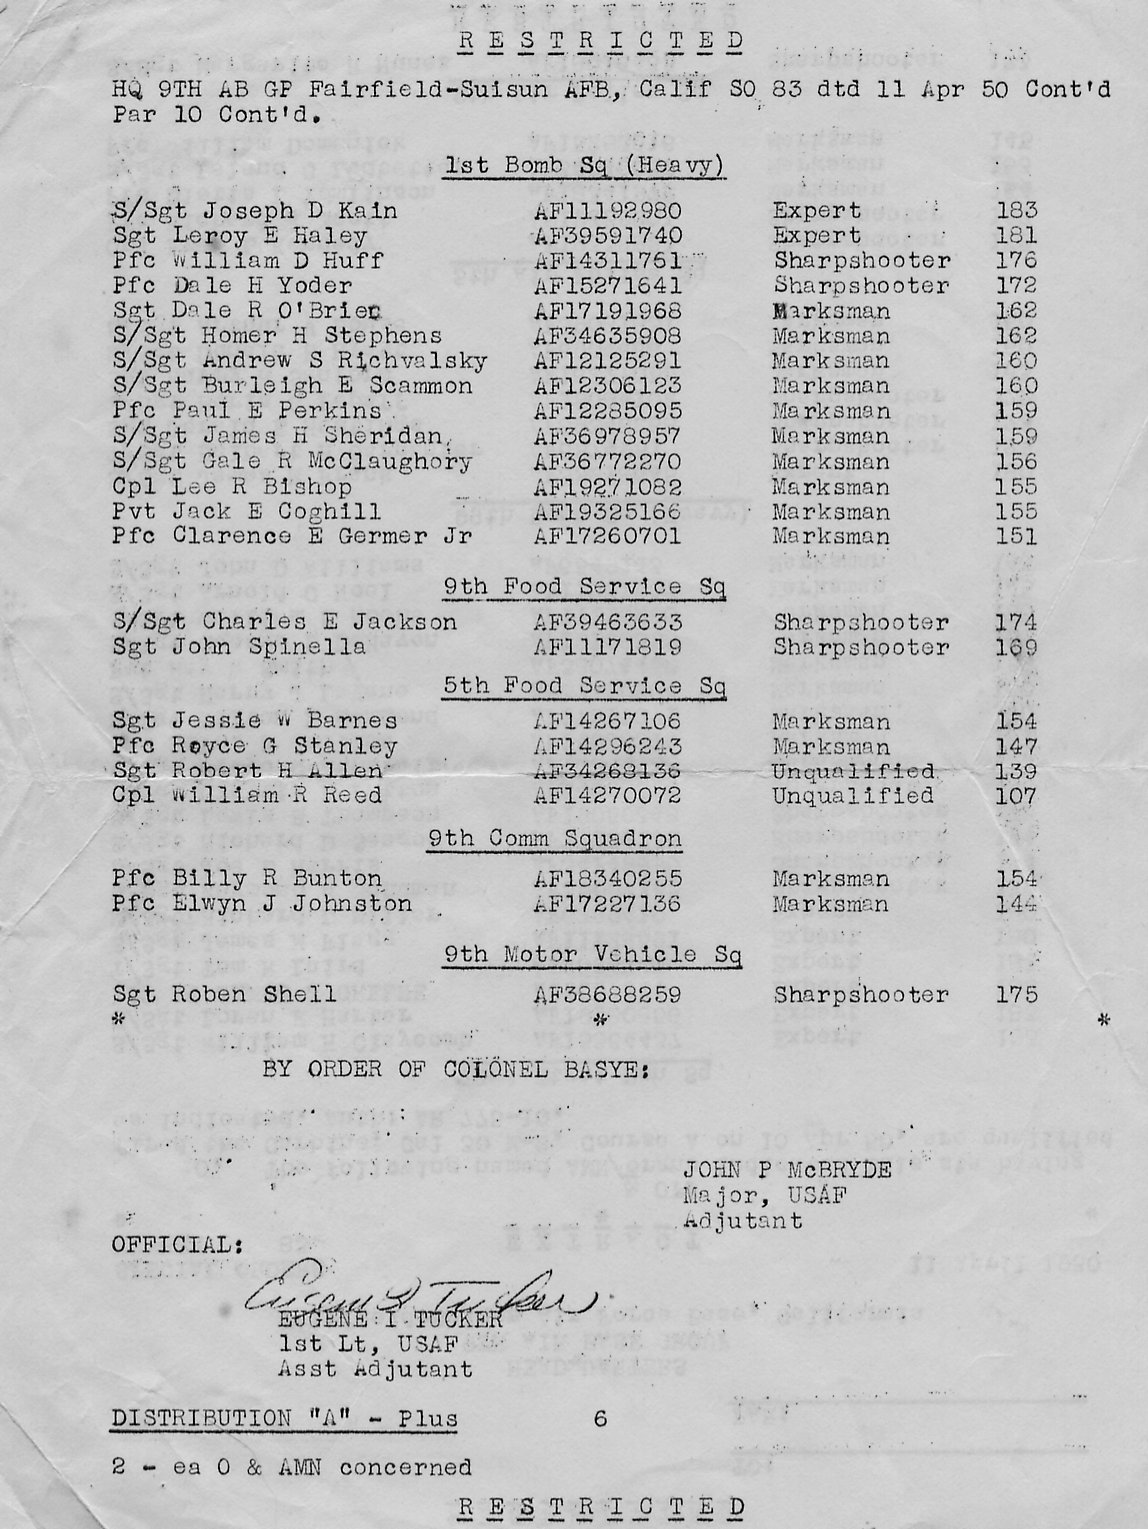 RESTRICTED
HQ 9TH AB GP Fairfield-Suisun AFB, Calif SO 83 dtd 11 Apr 50 Cont'd
Par 10 Cont'd.
1st Bomb Sq (Heavy)
S/Sgt Joseph D Kain AF11192980 Expert 183
Sgt Leroy E Haley AF39591740 Expert 181
Pfc William D Huff AF14311761 Sharpshooter 176
Pfc Dale H Yoder AF15271641 Sharpshooter 172
Sgt Dale R O'Brien AF17191968 Marksman 162
S/Sgt Homer H Stephens AF34635908 Marksman 162
S/Sgt Andrew S Richvalsky AF12125291 Marksman 160
S/Sgt Burleigh E Scammon AF12306123 Marksman 160
Pfc Paul E Perkins AF12285095 Marksman 159
S/Sgt James H Sheridan AF36978957 Marksman 159
S/Sgt Gale R McClaughory AF36772270 Marksman 156
Cpl Lee R Bishop AF19271082 Marksman 155
Pvt Jack E Coghill AF19325166 Marksman 155
Pfc Clarence E Germer Jr AF17260701 Marksman 151
9th Food Service Sq
S/Sgt Charles E Jackson AF39463633 Sharpshooter 174
Sgt John Spinella AF11171819 Sharpshooter 169
5th Food Service Sq
Sgt Jessie W Barnes AF14267106 Marksman 154
Pfc Royce G Stanley AF14296243 Marksman 147
Sgt Robert H Allen AF34268136 Unqualified 139
Cpl William R Reed AF14270072 Unqualified 107
9th Comm Squadron
Pfc Billy R Bunton AF18340255 Marksman 154
Pfc Elwyn J Johnston AF17227136 Marksman 144
9th Motor Vehicle Sq
Sgt Roben Shell AF38688259 Sharpshooter 175
* * *
BY ORDER OF COLONEL BASYE:
JOHN P McBRYDE
Major, USAF
Adjutant
OFFICIAL:
Eugene I Tucker
EUGENE I TUCKER
1st Lt, USAF
Asst Adjutant
DISTRIBUTION "A" - Plus 6
2 - ea O & AMN concerned
RESTRICTED